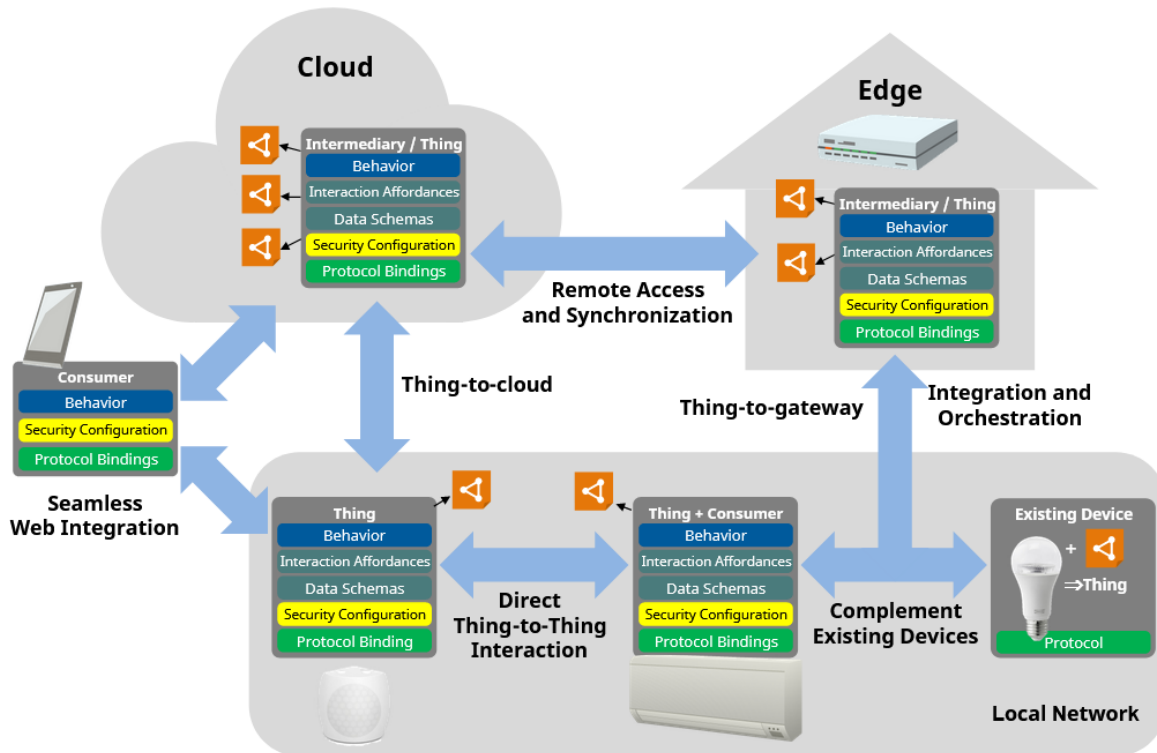 Cloud
Intermediary / Thing
Behavior
Interaction Affordances
Data Schemas
Security Configuration
Protocol Bindings
Edge
Intermediary / Thing
Behavior
Interaction Affordances
Data Schemas
Security Configuration
Protocol Bindings
Remote Access
and Synchronization
Consumer
Behavior
Security Configuration
Protocol Bindings
Thing-to-cloud
Thing-to-gateway
Integration and
Orchestration
Seamless
Web Integration
Thing
Behavior
Interaction Affordances
Data Schemas
Security Configuration
Protocol Binding
Direct
Thing-to-Thing
Interaction
Thing + Consumer
Behavior
Interaction Affordances
Data Schemas
Security Configuration
Protocol Bindings
Complement
Existing Devices
Existing Device
+
⇒Thing
Protocol
Local Network